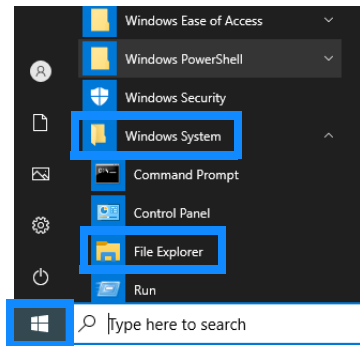 Windows Ease of Access
Windows PowerShell
Windows Security
Windows System
Command Prompt
Control Panel
File Explorer
Run
Type here to search